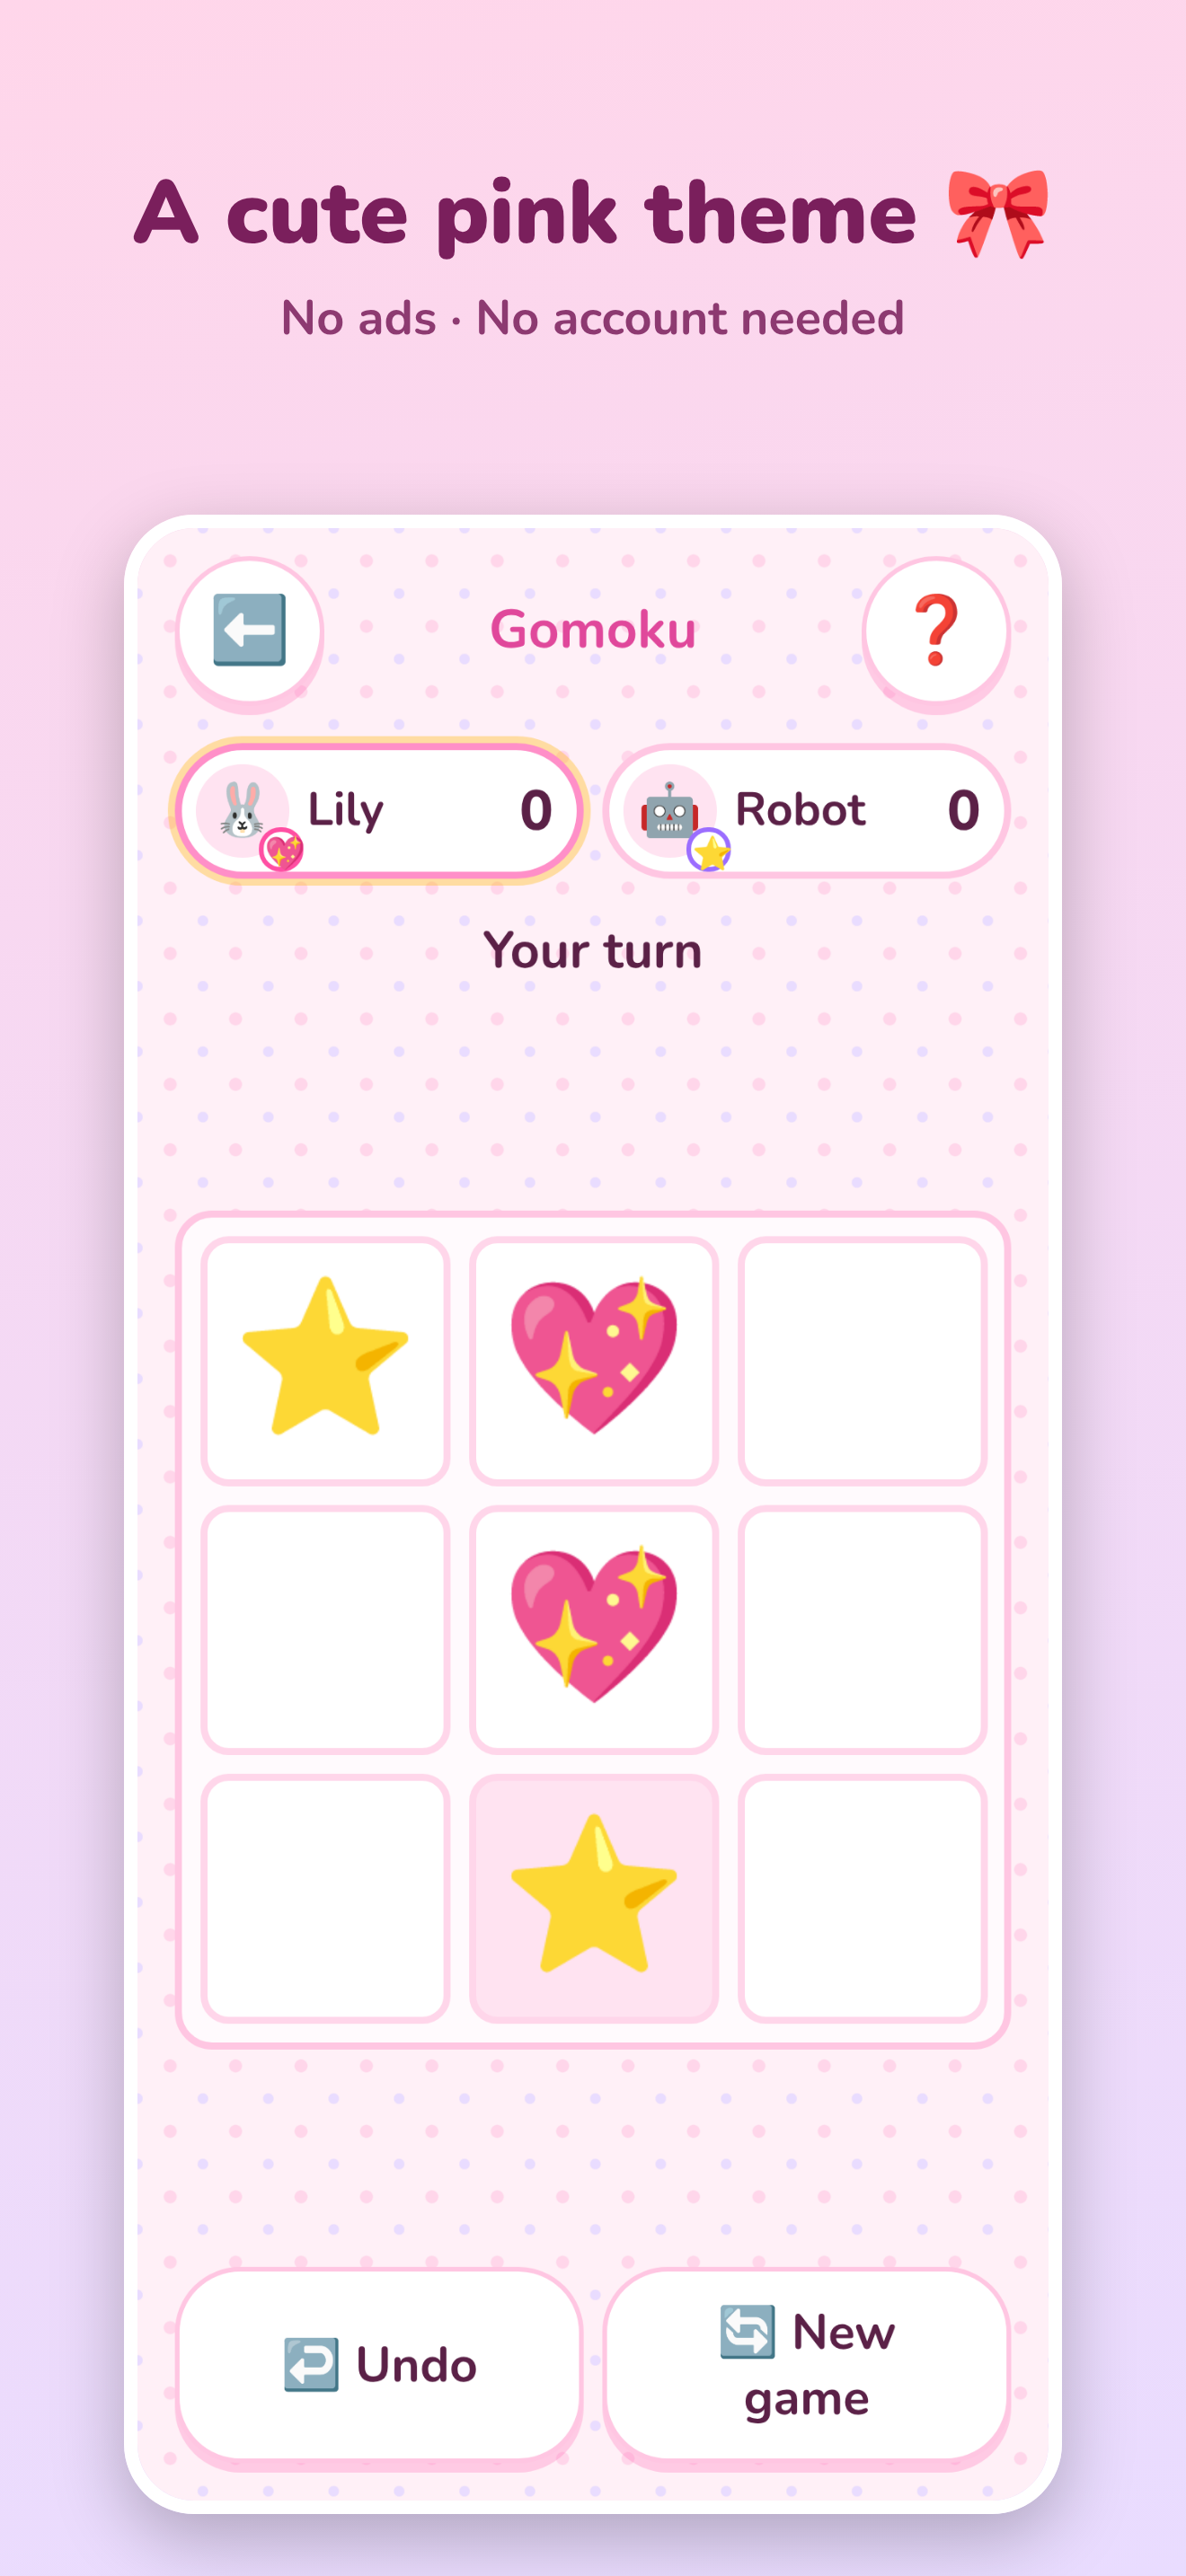 A cute pink theme 🎀
No ads · No account needed
Gomoku
Lily 0
Robot 0
Your turn
Undo
New
game